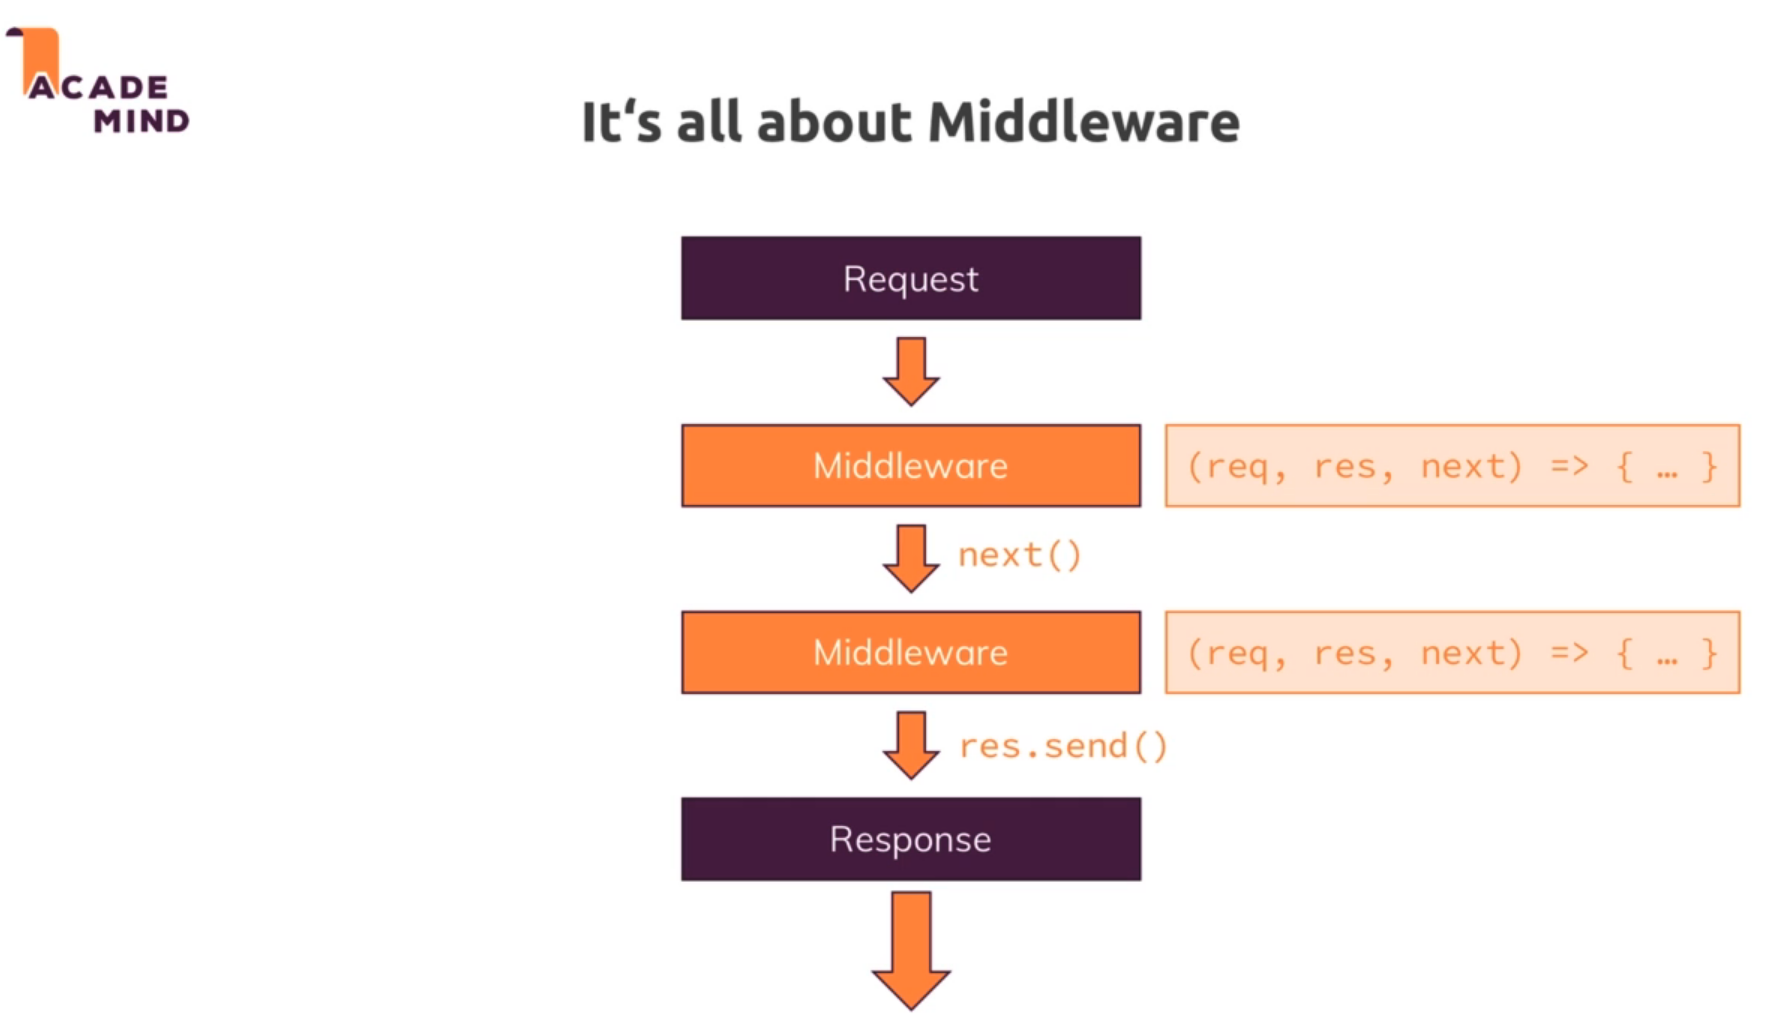 ACADE
MIND
It‘s all about Middleware
Request
Middleware
(req, res, next) => { … }
next()
Middleware
(req, res, next) => { … }
res.send()
Response